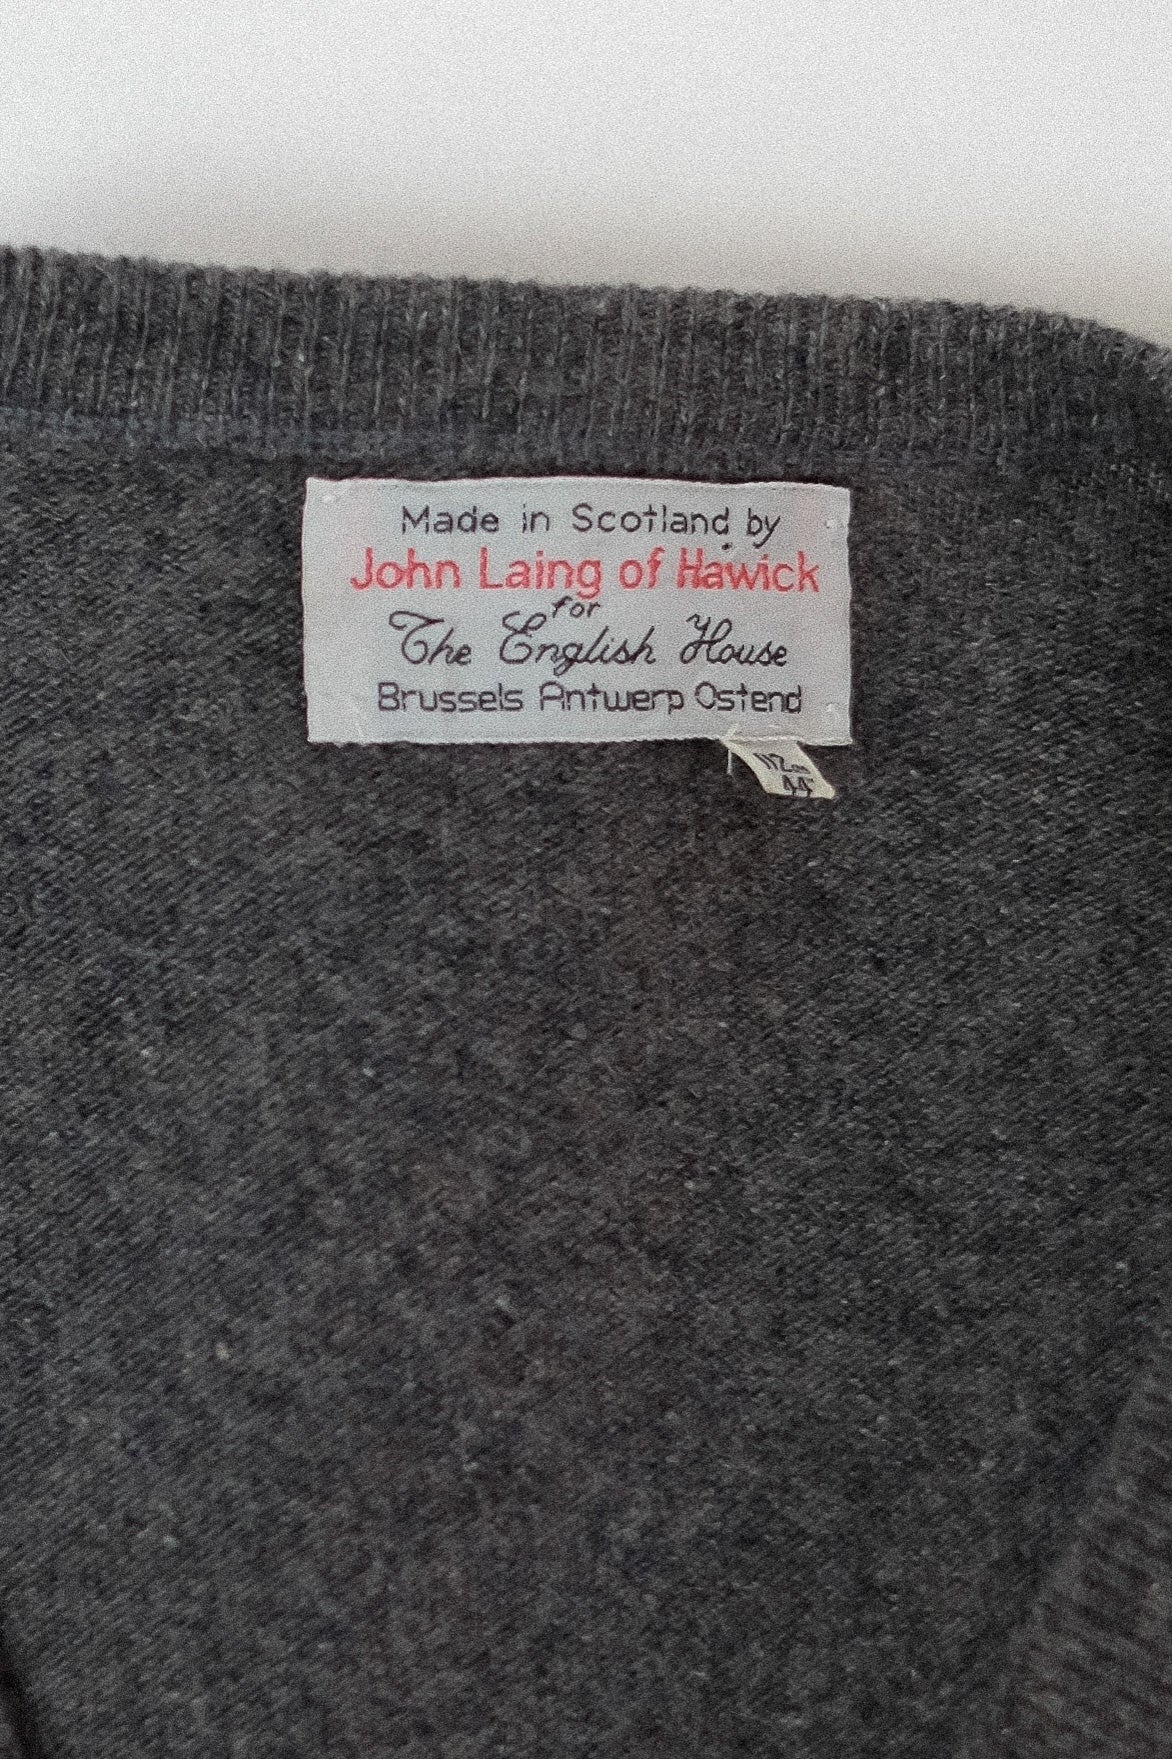 Made in Scotland by
John Laing of Hawick
for
The English House
Brussels Antwerp Ostend
112cm
44"